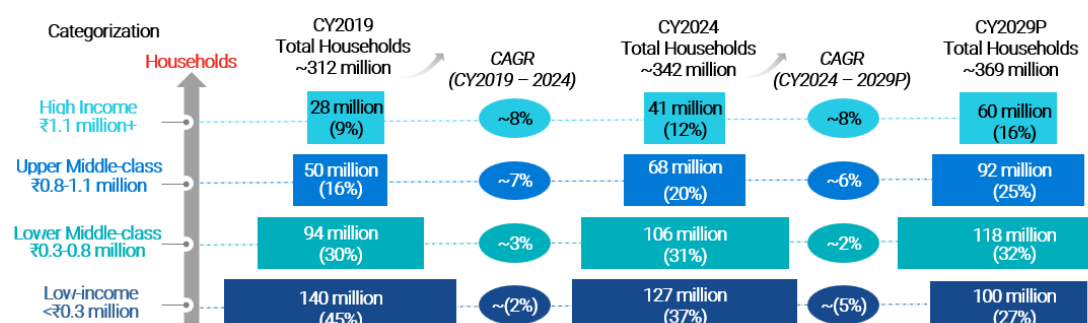 Categorization
Households
CY2019
Total Households
~312 million
CAGR
(CY2019 – 2024)
CY2024
Total Households
~342 million
CAGR
(CY2024 – 2029P)
CY2029P
Total Households
~369 million
High Income
₹1.1 million+
28 million
(9%)
~8%
41 million
(12%)
~8%
60 million
(16%)
Upper Middle-class
₹0.8-1.1 million
50 million
(16%)
~7%
68 million
(20%)
~6%
92 million
(25%)
Lower Middle-class
₹0.3-0.8 million
94 million
(30%)
~3%
106 million
(31%)
~2%
118 million
(32%)
Low-income
<₹0.3 million
140 million
(45%)
~(2%)
127 million
(37%)
~(5%)
100 million
(27%)